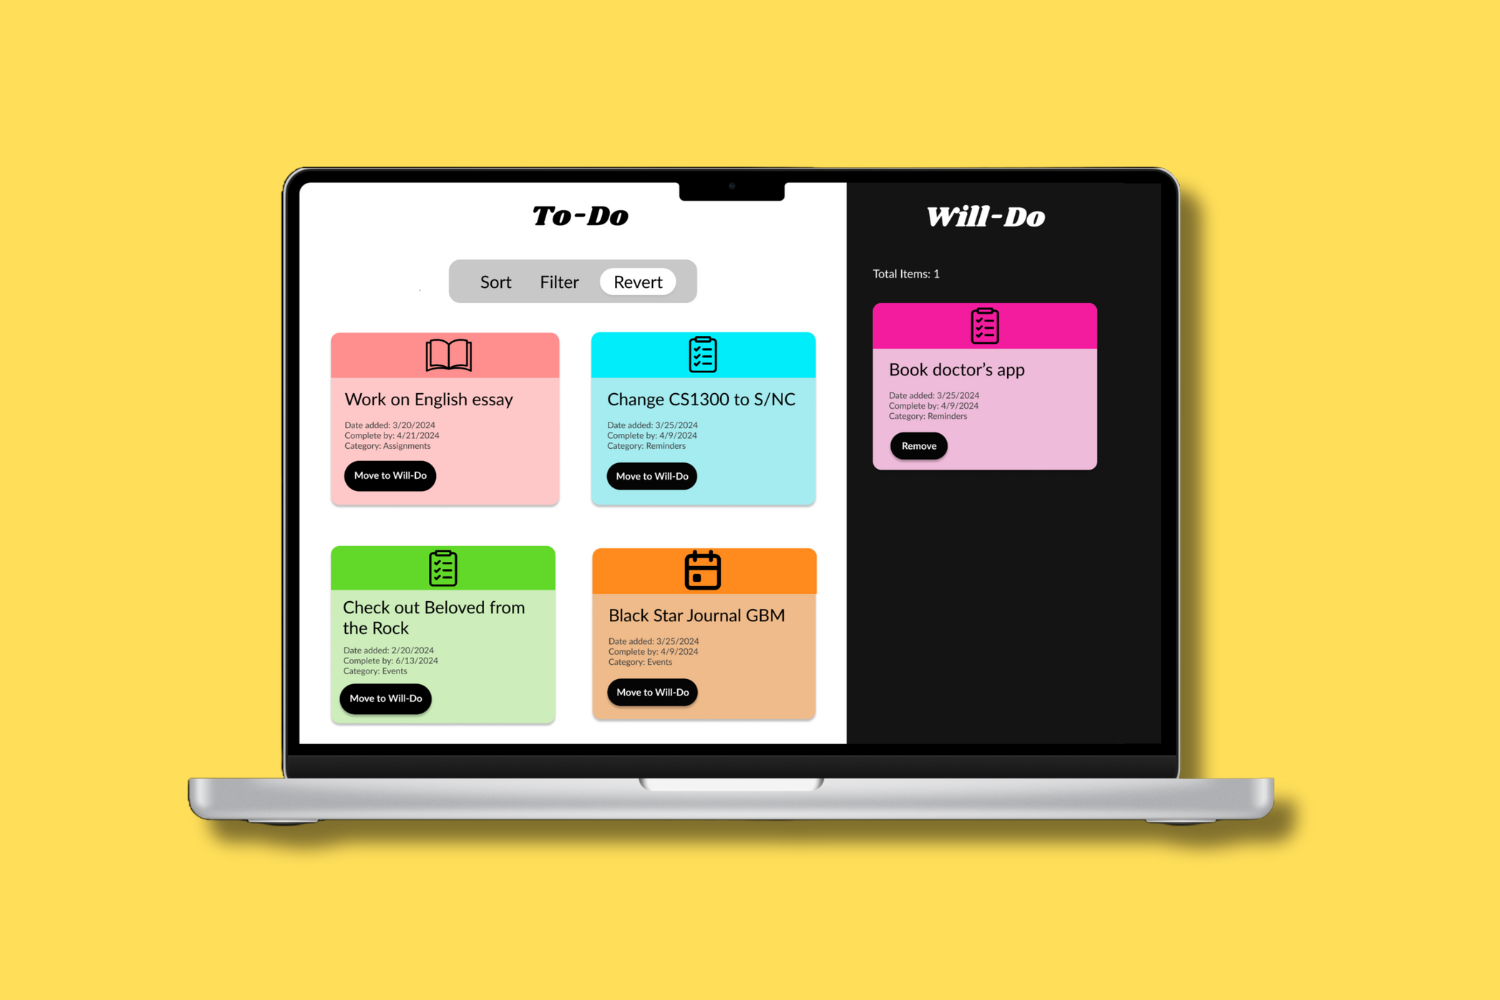 To-Do
Sort Filter Revert
Work on English essay
Date added: 3/20/2024
Complete by: 4/21/2024
Category: Assignments
Move to Will-Do
Change CS1300 to S/NC
Date added: 3/25/2024
Complete by: 4/9/2024
Category: Reminders
Move to Will-Do
Check out Beloved from
the Rock
Date added: 2/20/2024
Complete by: 6/13/2024
Category: Events
Move to Will-Do
Black Star Journal GBM
Date added: 3/25/2024
Complete by: 4/9/2024
Category: Events
Move to Will-Do
Will-Do
Total Items: 1
Book doctor’s app
Date added: 3/25/2024
Complete by: 4/9/2024
Category: Reminders
Remove